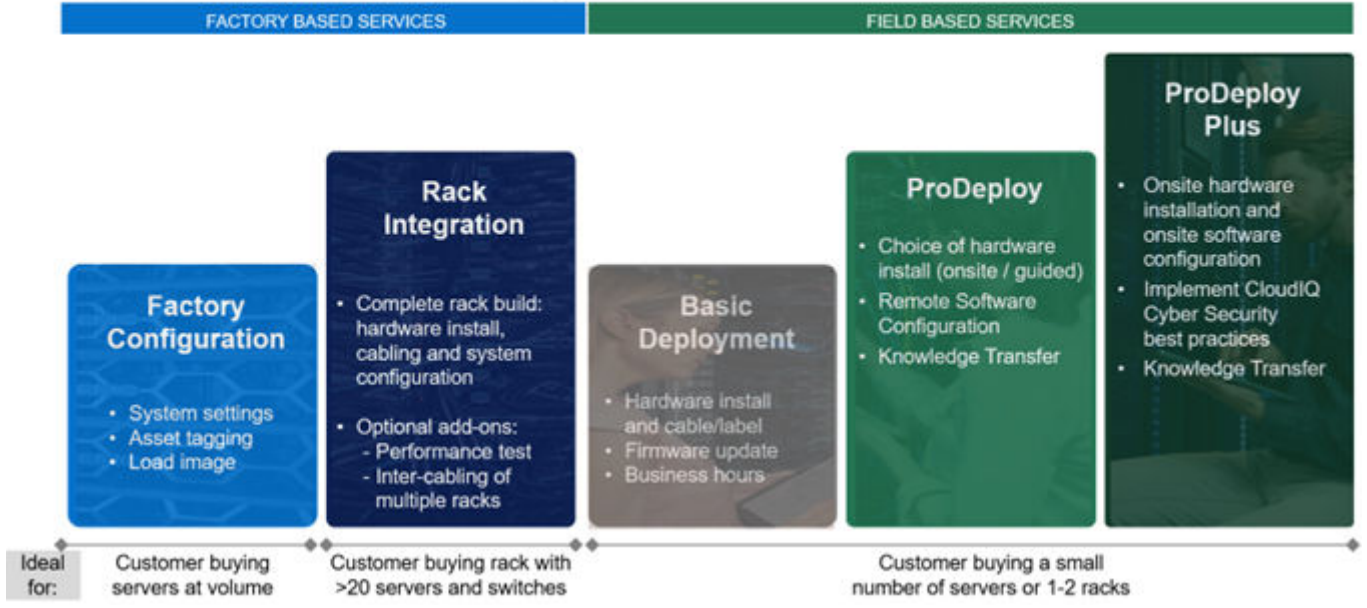 FACTORY BASED SERVICES
FIELD BASED SERVICES
Factory
Configuration
• System settings
• Asset tagging
• Load image
Rack
Integration
• Complete rack build:
hardware install,
cabling and system
configuration
• Optional add-ons:
- Performance test
- Inter-cabling of
multiple racks
Basic
Deployment
• Hardware install
and cable/label
• Firmware update
• Business hours
ProDeploy
• Choice of hardware
install (onsite / guided)
• Remote Software
Configuration
• Knowledge Transfer
ProDeploy
Plus
• Onsite hardware
installation and
onsite software
configuration
• Implement CloudIQ
Cyber Security
best practices
• Knowledge Transfer
Ideal
for:
Customer buying
servers at volume
Customer buying rack with
>20 servers and switches
Customer buying a small
number of servers or 1-2 racks